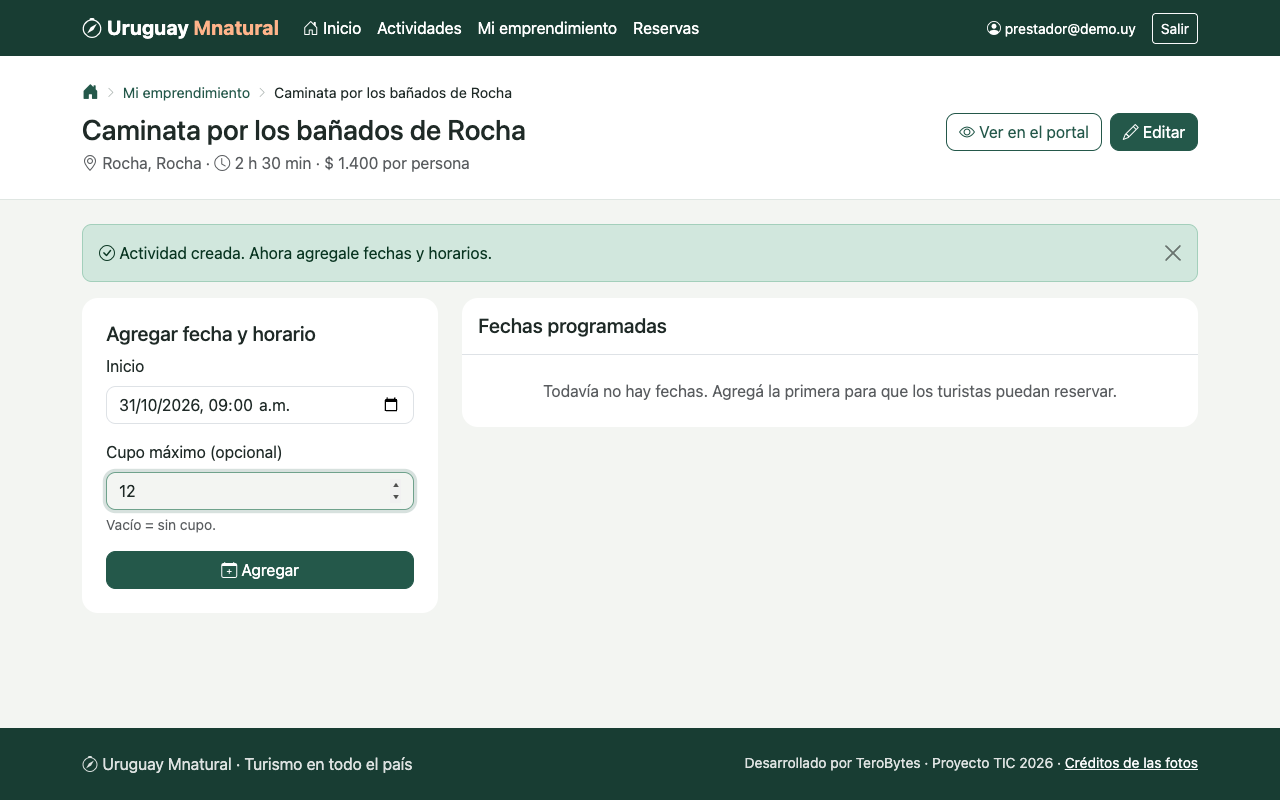 Uruguay Mnatural Inicio Actividades Mi emprendimiento Reservas prestador@demo.uy Salir
Mi emprendimiento Caminata por los bañados de Rocha
Caminata por los bañados de Rocha
Ver en el portal Editar
Rocha, Rocha · 2 h 30 min · $ 1.400 por persona
Actividad creada. Ahora agregale fechas y horarios.
Agregar fecha y horario
Inicio
31/10/2026, 09:00 a.m.
Cupo máximo (opcional)
12
Vacío = sin cupo.
Agregar
Fechas programadas
Todavía no hay fechas. Agregá la primera para que los turistas puedan reservar.
Uruguay Mnatural · Turismo en todo el país
Desarrollado por TeroBytes · Proyecto TIC 2026 · Créditos de las fotos